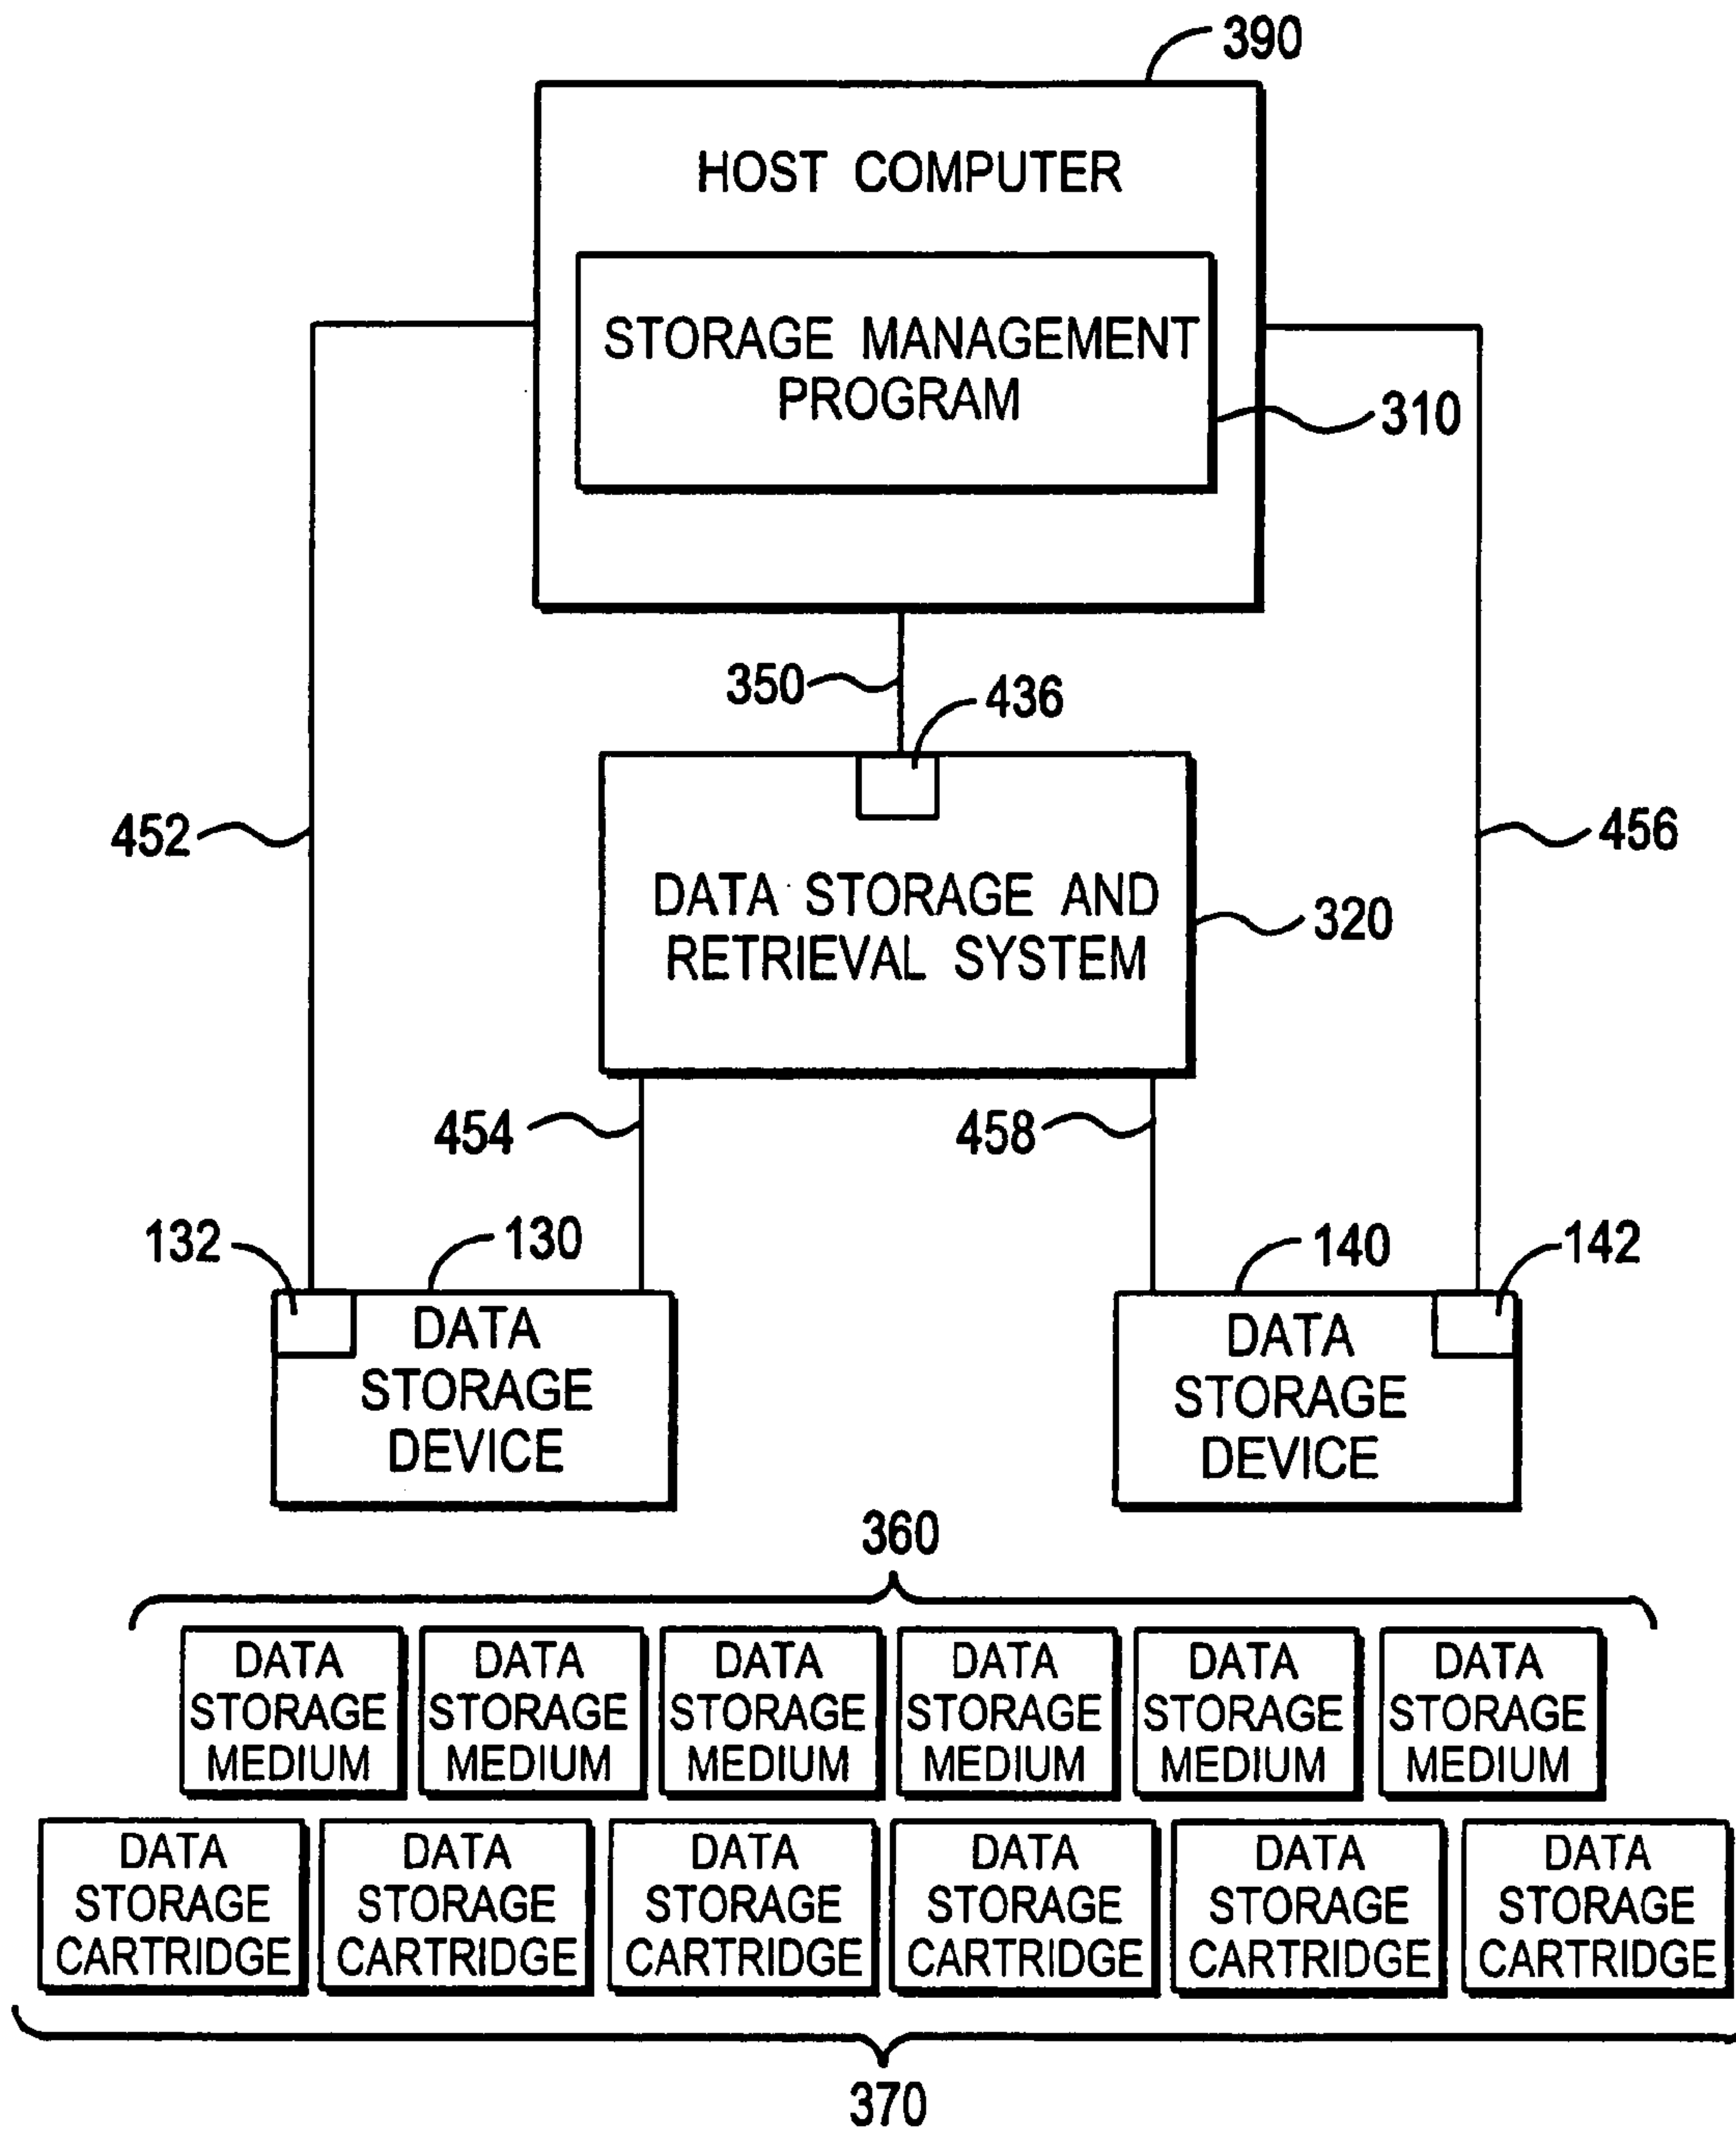 390
HOST COMPUTER
STORAGE MANAGEMENT
PROGRAM
310
350
436
452
456
DATA STORAGE AND
RETRIEVAL SYSTEM
320
454
458
132
130
140
142
DATA
STORAGE
DEVICE
DATA
STORAGE
DEVICE
360
DATA
STORAGE
MEDIUM
DATA
STORAGE
MEDIUM
DATA
STORAGE
MEDIUM
DATA
STORAGE
MEDIUM
DATA
STORAGE
MEDIUM
DATA
STORAGE
MEDIUM
DATA
STORAGE
CARTRIDGE
DATA
STORAGE
CARTRIDGE
DATA
STORAGE
CARTRIDGE
DATA
STORAGE
CARTRIDGE
DATA
STORAGE
CARTRIDGE
DATA
STORAGE
CARTRIDGE
370